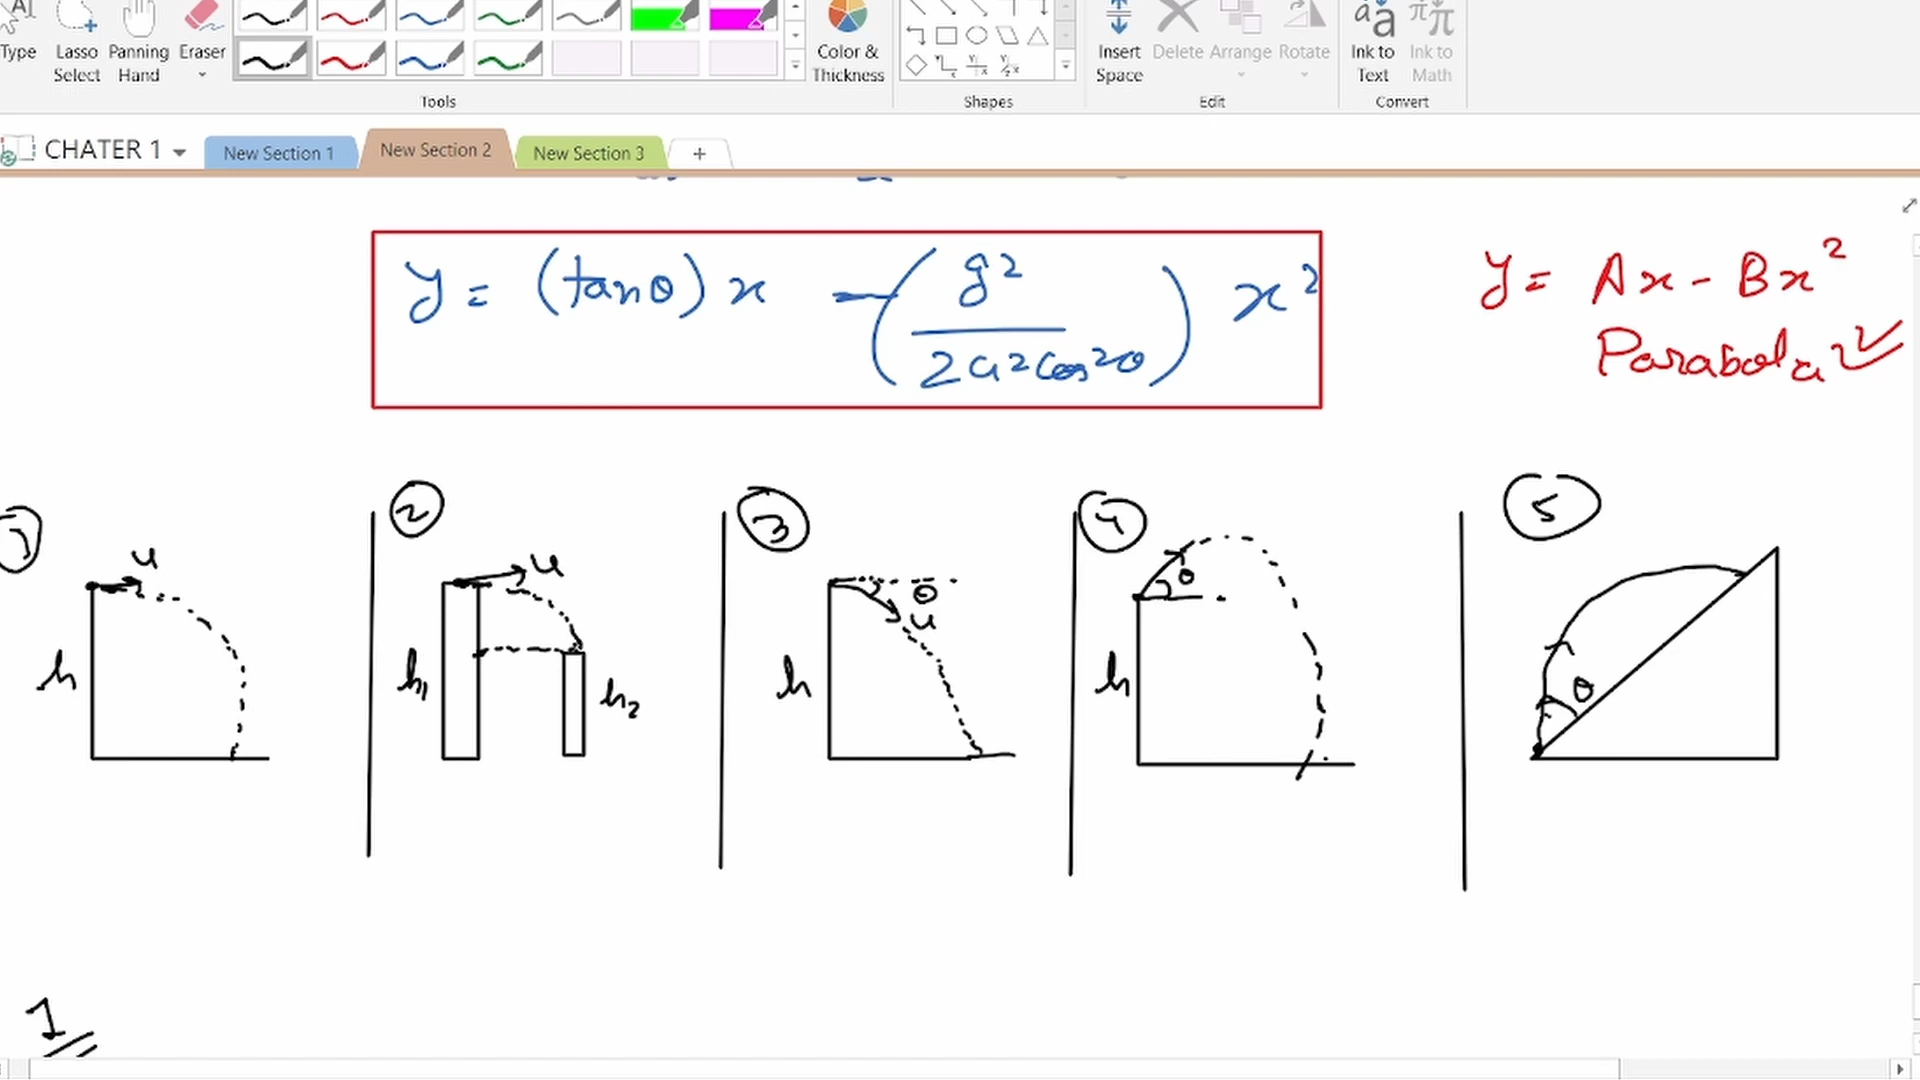 Type
Lasso Select
Panning Hand
Eraser
Color & Thickness
Insert Space
Delete
Arrange
Rotate
Ink to Text
Ink to Math
Tools
Shapes
Edit
Convert
CHATER 1
New Section 1
New Section 2
New Section 3
+
y = (tanθ) x - (g² / 2u²cos²θ) x²
y = Ax - Bx²
Parabola
1
u
h
2
u
h₁
h₂
3
θ
u
h
4
θ
h
5
θ
1